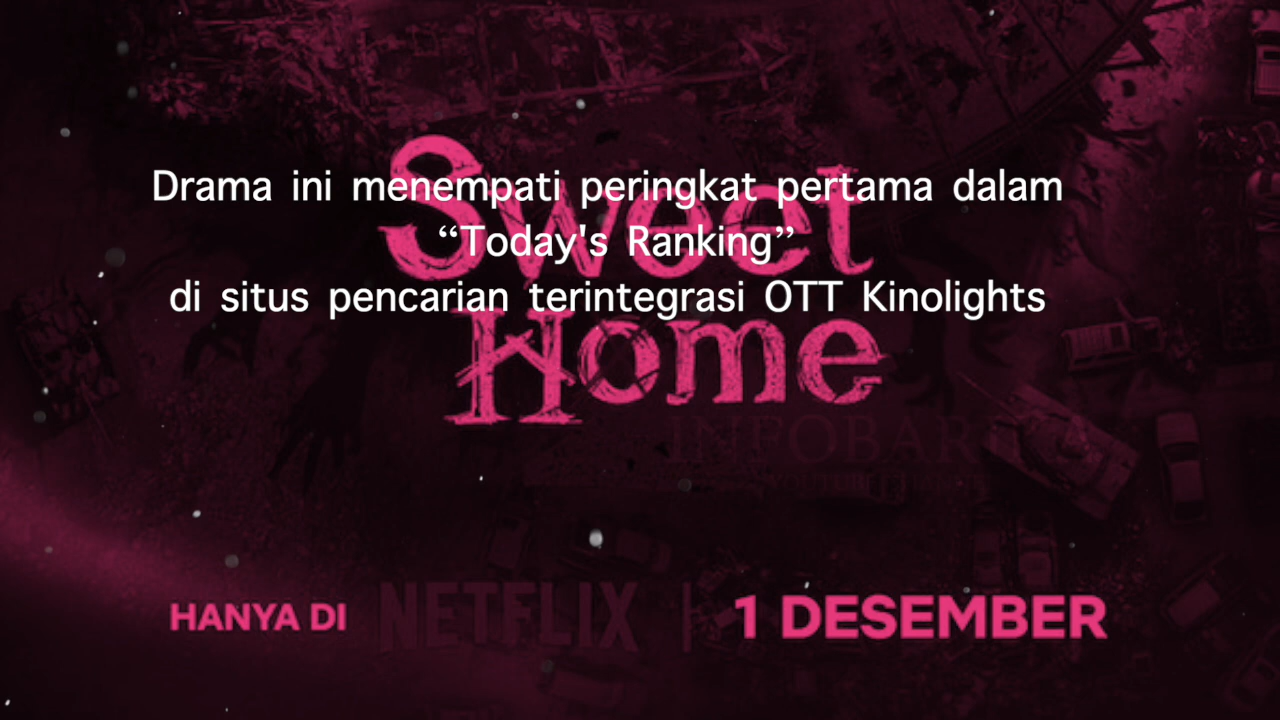 Drama ini menempati peringkat pertama dalam
“Today's Ranking”
di situs pencarian terintegrasi OTT Kinolights
Sweet
Home
INFOBAR
HANYA DI NETFLIX | 1 DESEMBER